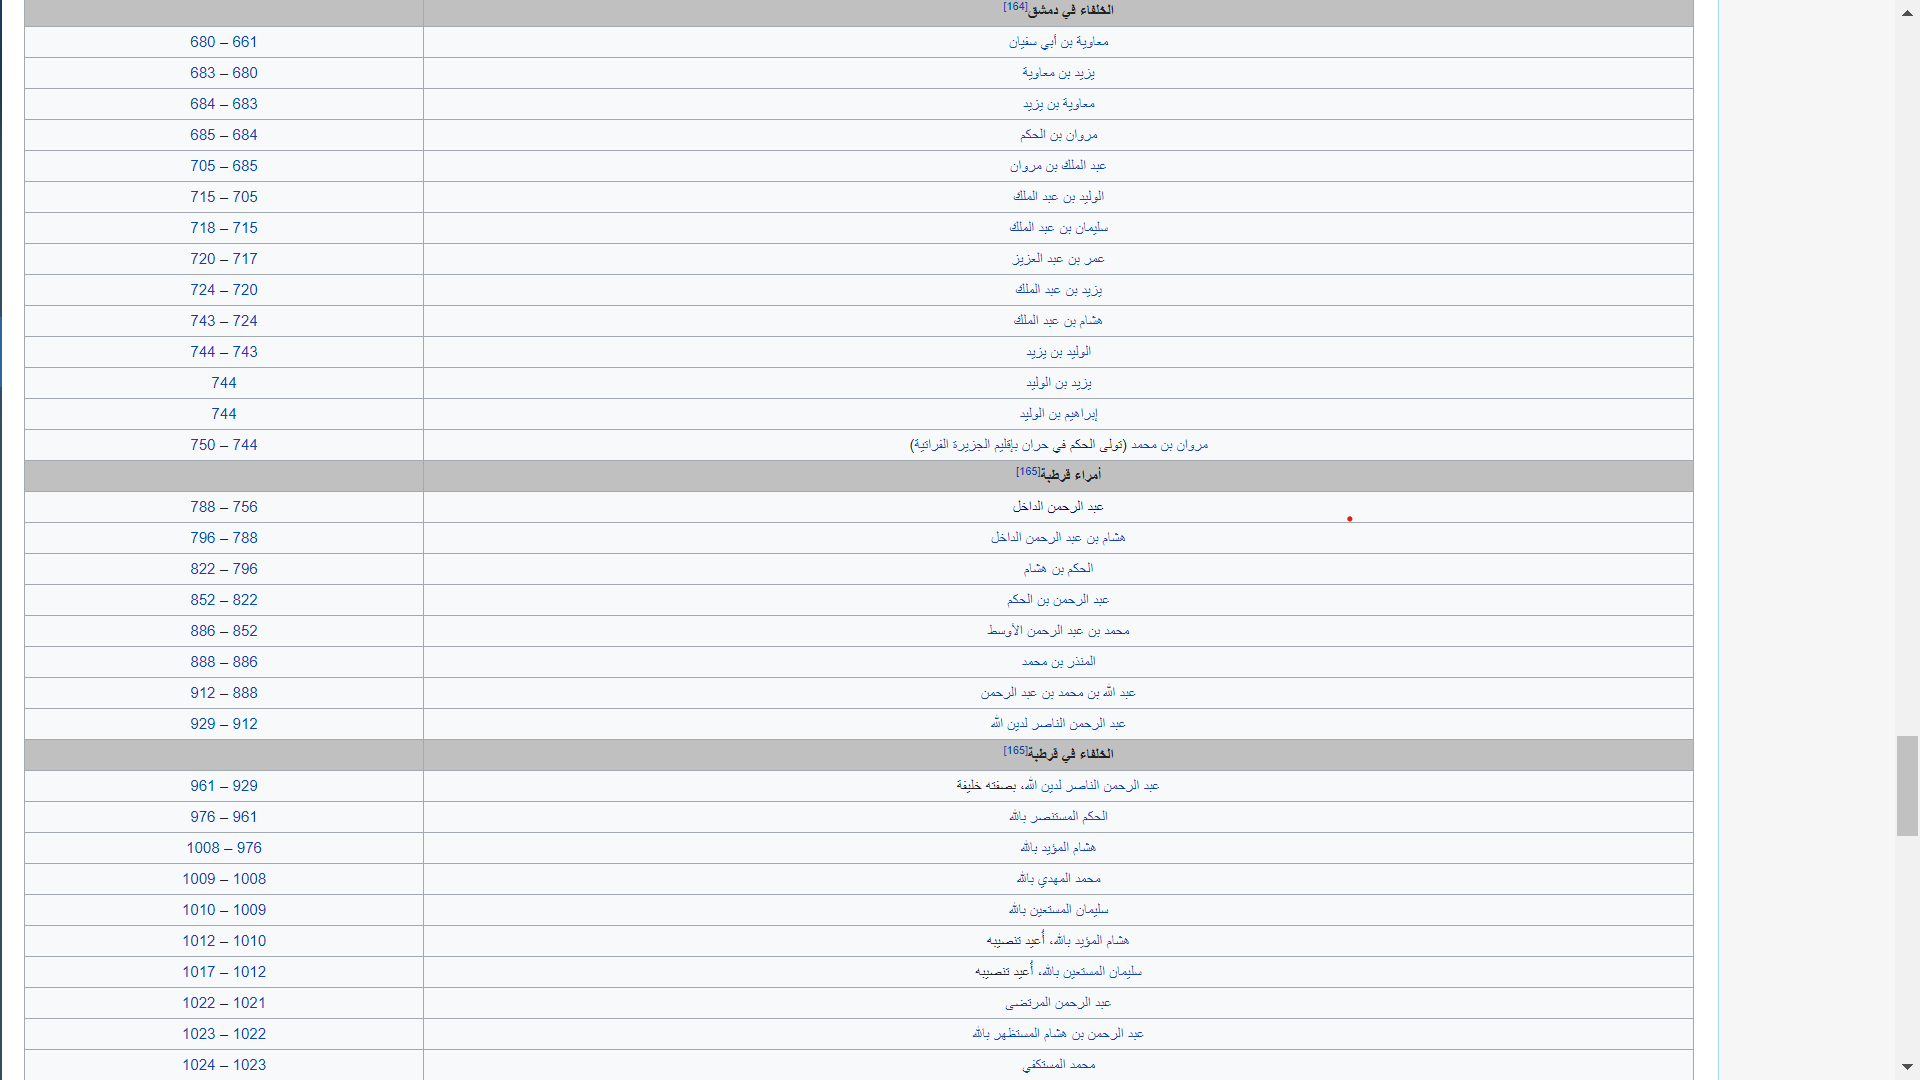 الخلفاء في دمشق[164]
معاوية بن أبي سفيان 661 – 680
يزيد بن معاوية 680 – 683
معاوية بن يزيد 683 – 684
مروان بن الحكم 684 – 685
عبد الملك بن مروان 685 – 705
الوليد بن عبد الملك 705 – 715
سليمان بن عبد الملك 715 – 718
عمر بن عبد العزيز 717 – 720
يزيد بن عبد الملك 720 – 724
هشام بن عبد الملك 724 – 743
الوليد بن يزيد 743 – 744
يزيد بن الوليد 744
إبراهيم بن الوليد 744
مروان بن محمد (تولى الحكم في حران بإقليم الجزيرة الفراتية) 744 – 750
أمراء قرطبة[165]
عبد الرحمن الداخل 756 – 788
هشام بن عبد الرحمن الداخل 788 – 796
الحكم بن هشام 796 – 822
عبد الرحمن بن الحكم 822 – 852
محمد بن عبد الرحمن الأوسط 852 – 886
المنذر بن محمد 886 – 888
عبد الله بن محمد بن عبد الرحمن 888 – 912
عبد الرحمن الناصر لدين الله 912 – 929
الخلفاء في قرطبة[165]
عبد الرحمن الناصر لدين الله، بصفته خليفة 929 – 961
الحكم المستنصر بالله 961 – 976
هشام المؤيد بالله 976 – 1008
محمد المهدي بالله 1008 – 1009
سليمان المستعين بالله 1009 – 1010
هشام المؤيد بالله، أُعيد تنصيبه 1010 – 1012
سليمان المستعين بالله، أُعيد تنصيبه 1012 – 1017
عبد الرحمن المرتضى 1021 – 1022
عبد الرحمن بن هشام المستظهر بالله 1022 – 1023
محمد المستكفي 1023 – 1024